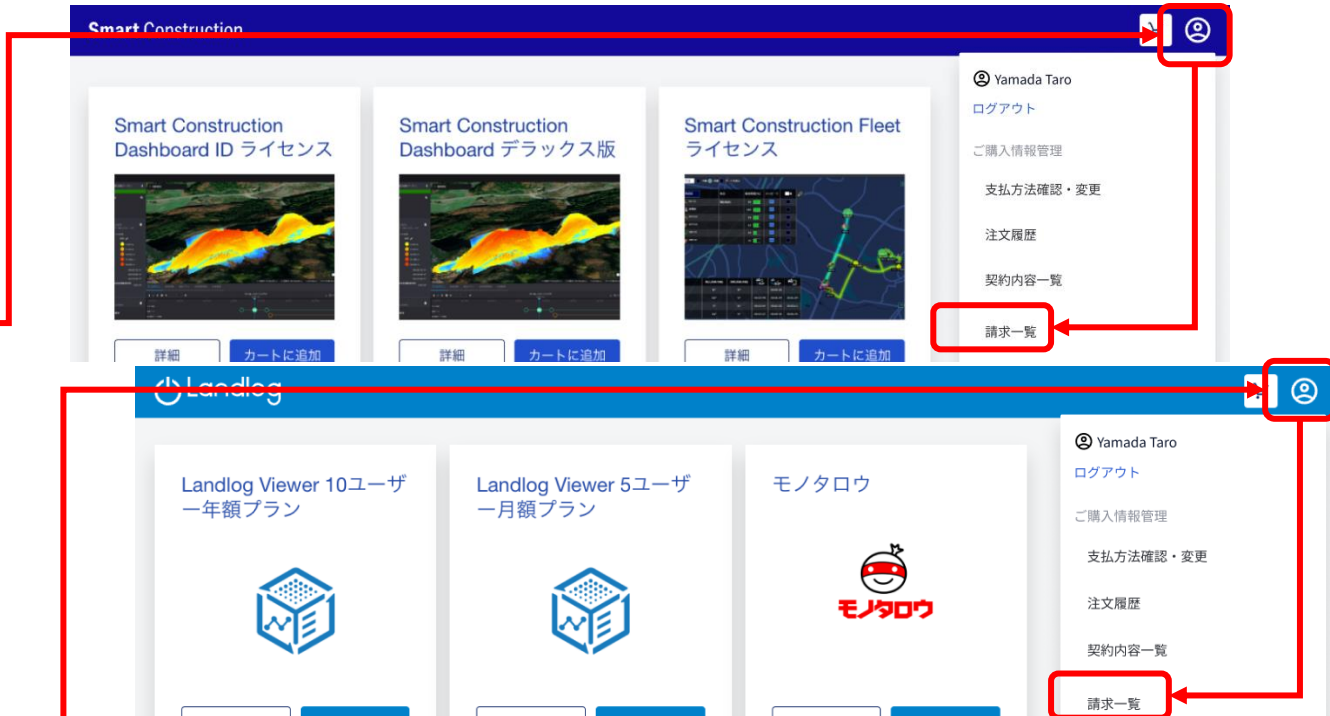 Smart Construction
Yamada Taro
ログアウト
ご購入情報管理
支払方法確認・変更
注文履歴
契約内容一覧
請求一覧
Smart Construction
Dashboard ID ライセンス
詳細
カートに追加
Smart Construction
Dashboard デラックス版
詳細
カートに追加
Smart Construction Fleet
ライセンス
詳細
カートに追加
Landlog
Yamada Taro
ログアウト
ご購入情報管理
支払方法確認・変更
注文履歴
契約内容一覧
請求一覧
Landlog Viewer 10ユーザ
ー年額プラン
Landlog Viewer 5ユーザ
ー月額プラン
モノタロウ
モノタロウ